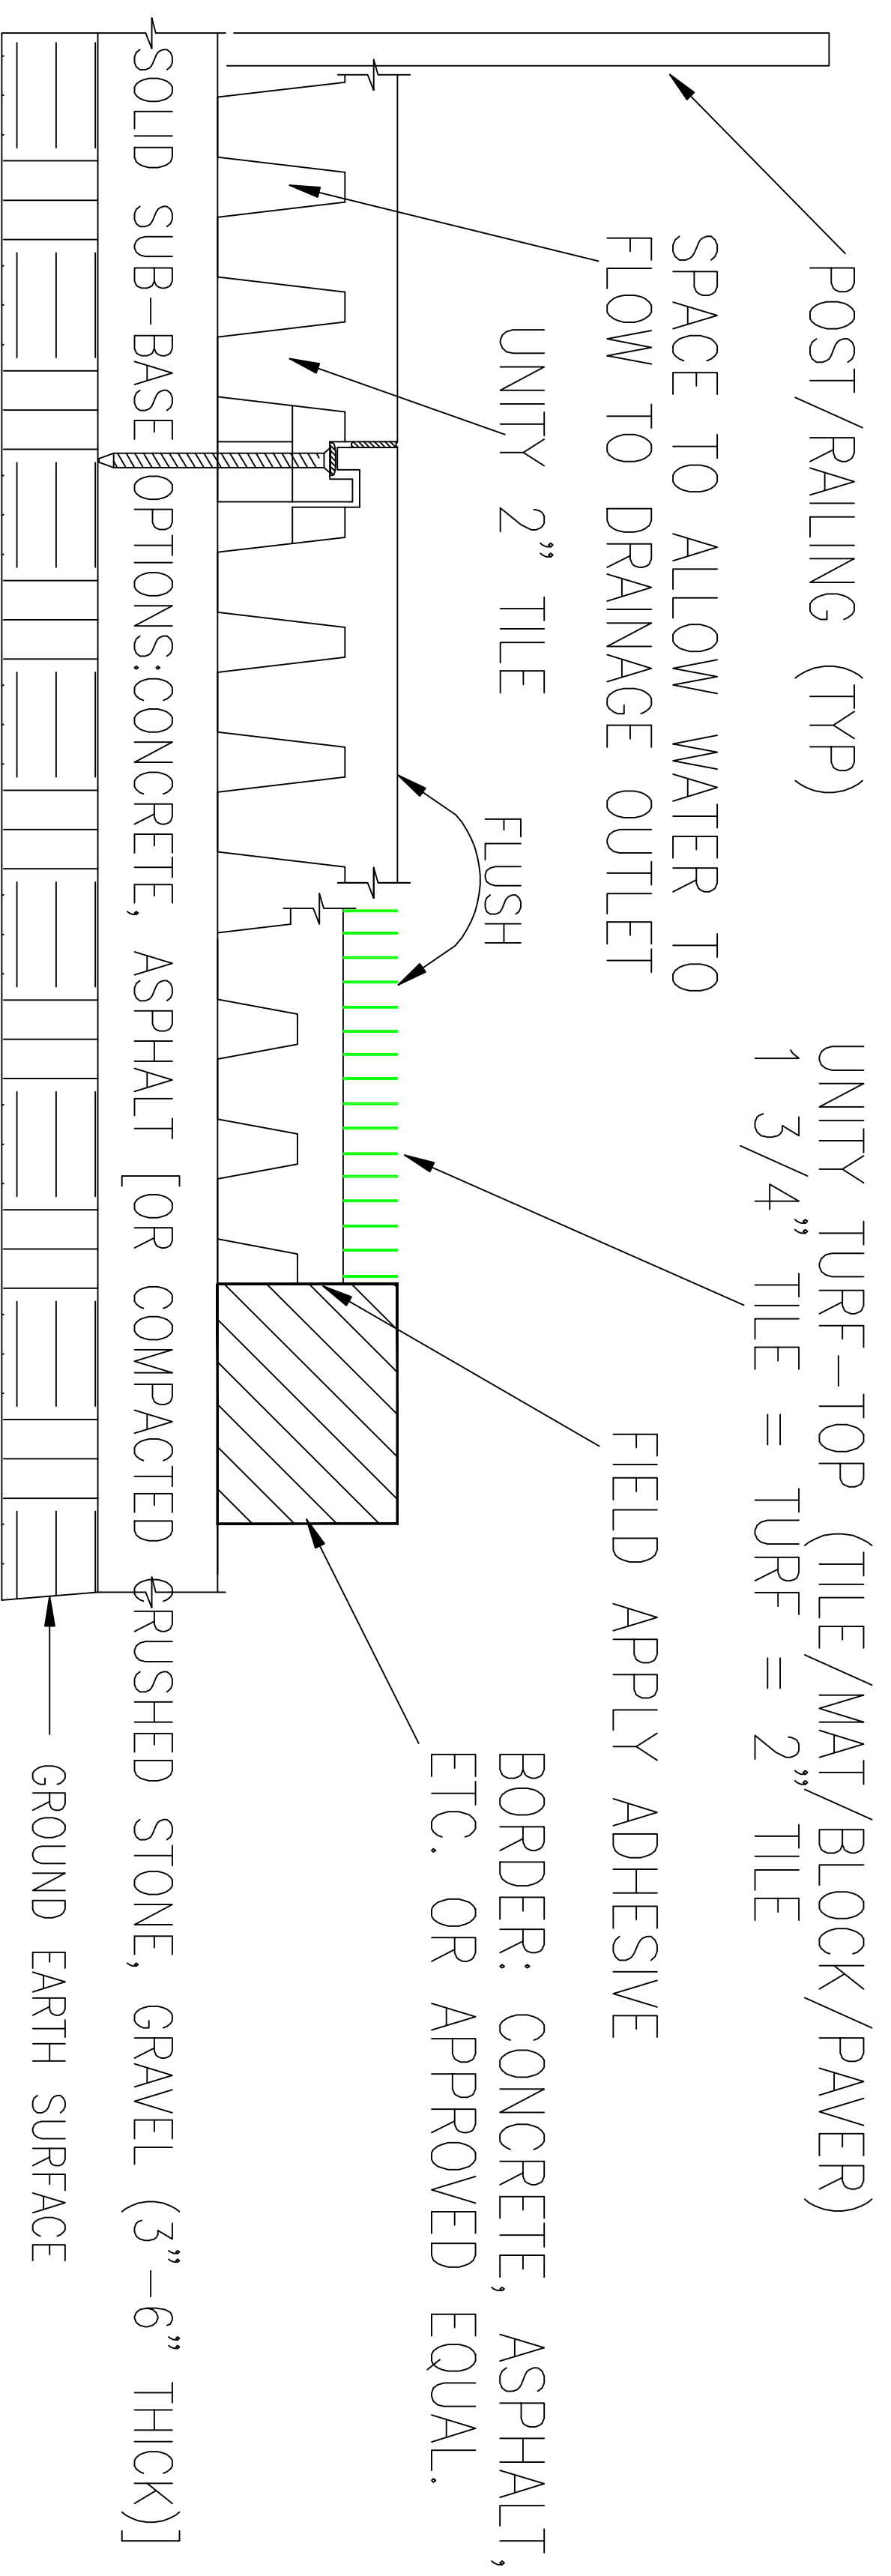 POST/RAILING (TYP)
SPACE TO ALLOW WATER TO
FLOW TO DRAINAGE OUTLET
UNITY 2” TILE
FLUSH
UNITY TURF-TOP (TILE/MAT/BLOCK/PAVER)
1 3/4” TILE = TURF = 2” TILE
FIELD APPLY ADHESIVE
BORDER: CONCRETE, ASPHALT,
ETC. OR APPROVED EQUAL.
SOLID SUB-BASE OPTIONS:CONCRETE, ASPHALT [OR COMPACTED CRUSHED STONE, GRAVEL (3”-6” THICK)]
GROUND EARTH SURFACE